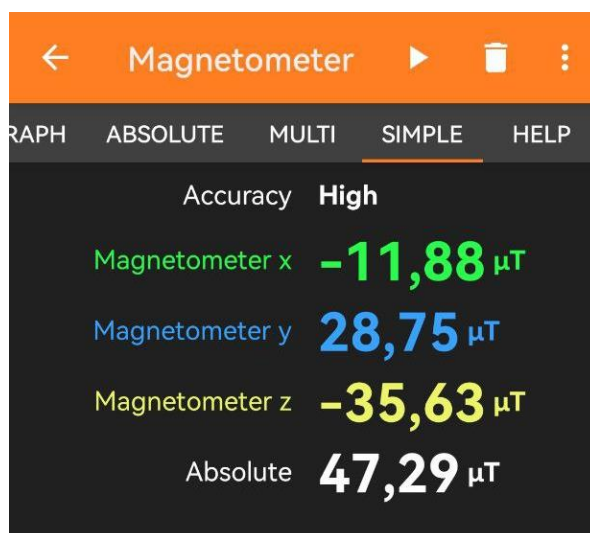 Magnetometer
RAPH ABSOLUTE MULTI SIMPLE HELP
Accuracy High
Magnetometer x -11,88 µT
Magnetometer y 28,75 µT
Magnetometer z -35,63 µT
Absolute 47,29 µT